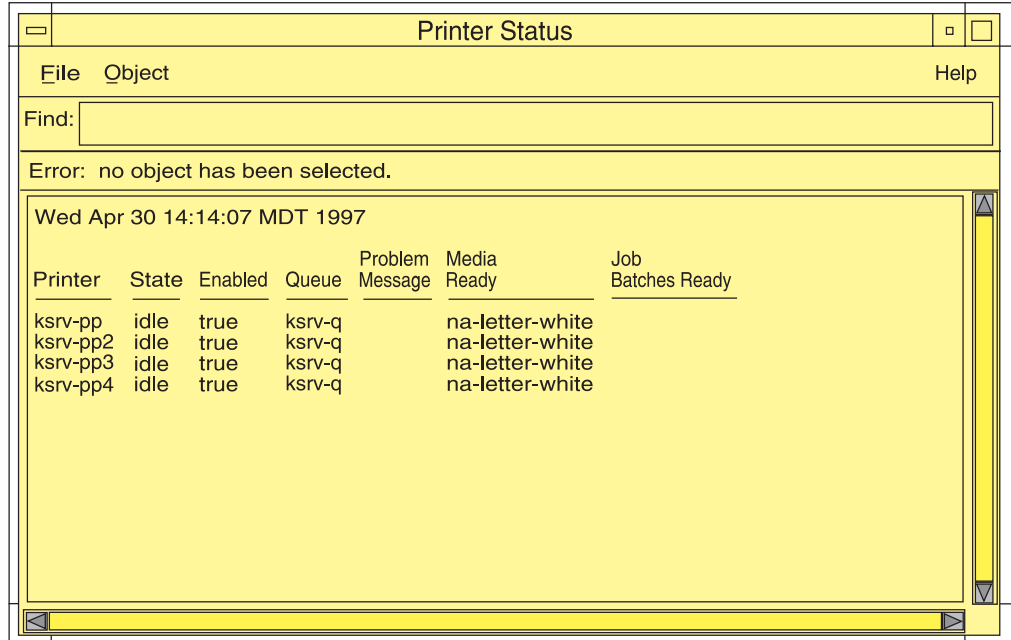 Printer Status
File Object Help
Find:
Error: no object has been selected.
Wed Apr 30 14:14:07 MDT 1997
Problem Media Job
Printer State Enabled Queue Message Ready Batches Ready
ksrv-pp idle true ksrv-q na-letter-white
ksrv-pp2 idle true ksrv-q na-letter-white
ksrv-pp3 idle true ksrv-q na-letter-white
ksrv-pp4 idle true ksrv-q na-letter-white